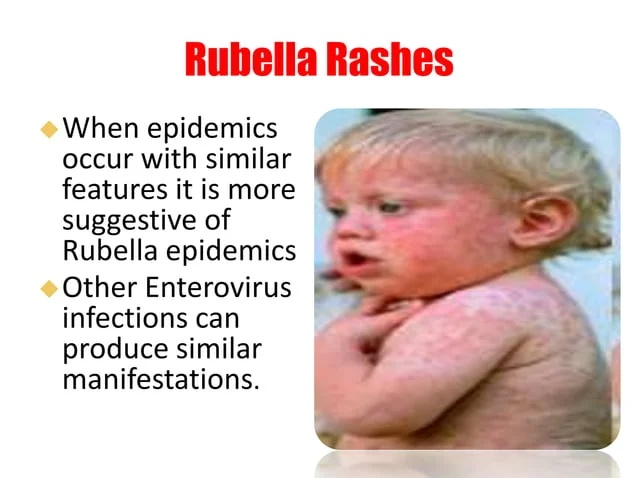 Rubella Rashes
When epidemics
occur with similar
features it is more
suggestive of
Rubella epidemics
Other Enterovirus
infections can
produce similar
manifestations.